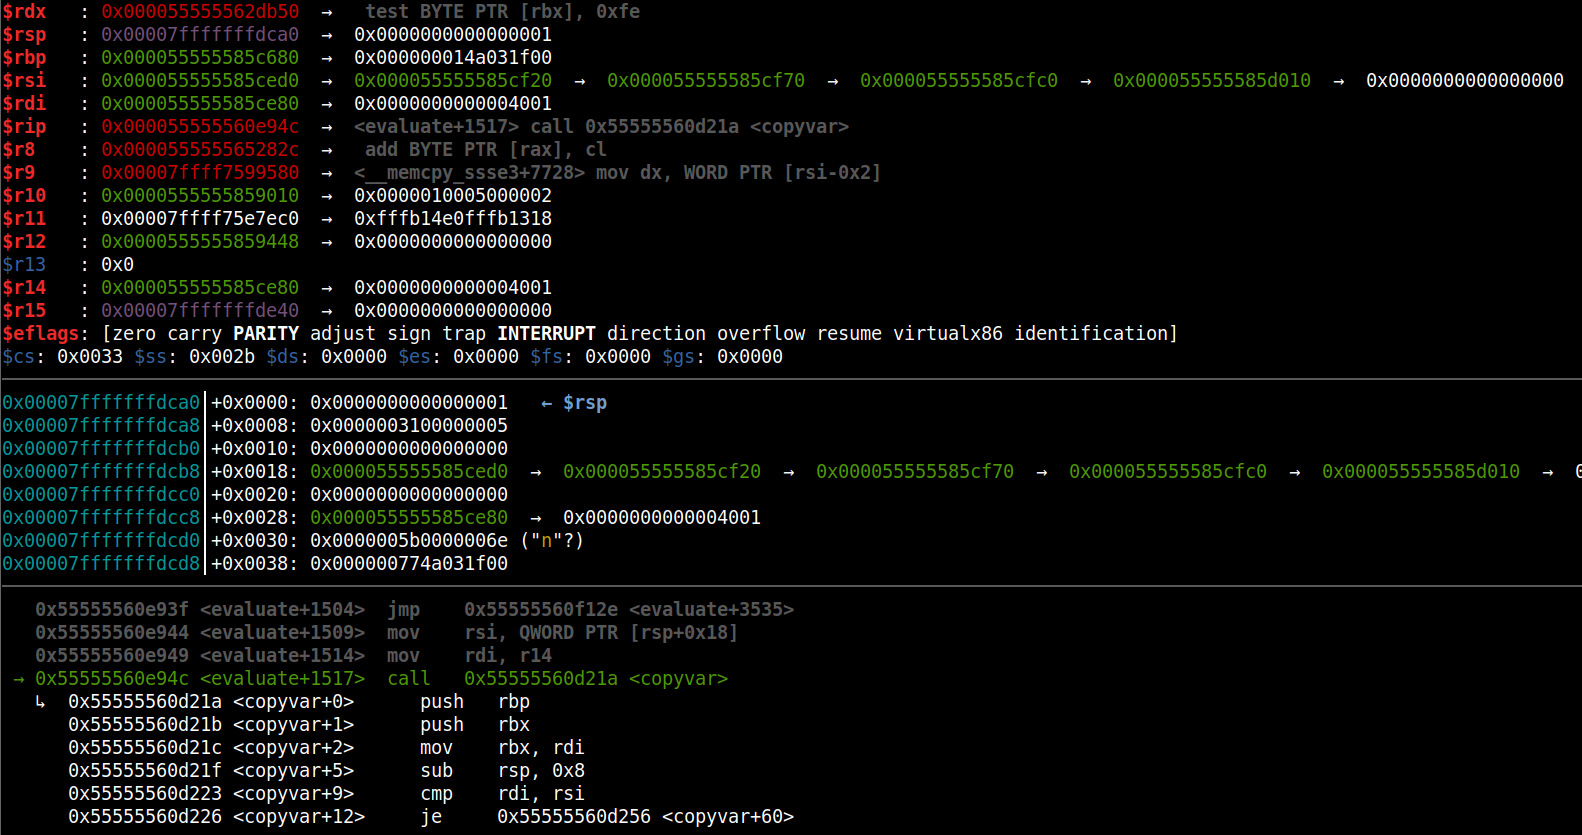 $rdx   : 0x000055555562db50  →   test BYTE PTR [rbx], 0xfe
$rsp   : 0x00007fffffffdca0  →  0x0000000000000001
$rbp   : 0x000055555585c680  →  0x000000014a031f00
$rsi   : 0x000055555585ced0  →  0x000055555585cf20  →  0x000055555585cf70  →  0x000055555585cfc0  →  0x000055555585d010  →  0x0000000000000000
$rdi   : 0x000055555585ce80  →  0x0000000000004001
$rip   : 0x000055555560e94c  →  <evaluate+1517> call 0x55555560d21a <copyvar>
$r8    : 0x000055555565282c  →   add BYTE PTR [rax], cl
$r9    : 0x00007ffff7599580  →  <__memcpy_ssse3+7728> mov dx, WORD PTR [rsi-0x2]
$r10   : 0x0000555555859010  →  0x0000010005000002
$r11   : 0x00007ffff75e7ec0  →  0xfffb14e0fffb1318
$r12   : 0x0000555555859448  →  0x0000000000000000
$r13   : 0x0
$r14   : 0x000055555585ce80  →  0x0000000000004001
$r15   : 0x00007fffffffde40  →  0x0000000000000000
$eflags: [zero carry PARITY adjust sign trap INTERRUPT direction overflow resume virtualx86 identification]
$cs: 0x0033 $ss: 0x002b $ds: 0x0000 $es: 0x0000 $fs: 0x0000 $gs: 0x0000
0x00007fffffffdca0│+0x0000: 0x0000000000000001   ← $rsp
0x00007fffffffdca8│+0x0008: 0x0000003100000005
0x00007fffffffdcb0│+0x0010: 0x0000000000000000
0x00007fffffffdcb8│+0x0018: 0x000055555585ced0  →  0x000055555585cf20  →  0x000055555585cf70  →  0x000055555585cfc0  →  0x000055555585d010  →  0
0x00007fffffffdcc0│+0x0020: 0x0000000000000000
0x00007fffffffdcc8│+0x0028: 0x000055555585ce80  →  0x0000000000004001
0x00007fffffffdcd0│+0x0030: 0x0000005b0000006e ("n"?)
0x00007fffffffdcd8│+0x0038: 0x000000774a031f00
0x55555560e93f <evaluate+1504>  jmp    0x55555560f12e <evaluate+3535>
0x55555560e944 <evaluate+1509>  mov    rsi, QWORD PTR [rsp+0x18]
0x55555560e949 <evaluate+1514>  mov    rdi, r14
→ 0x55555560e94c <evaluate+1517>  call   0x55555560d21a <copyvar>
↳  0x55555560d21a <copyvar+0>      push   rbp
0x55555560d21b <copyvar+1>      push   rbx
0x55555560d21c <copyvar+2>      mov    rbx, rdi
0x55555560d21f <copyvar+5>      sub    rsp, 0x8
0x55555560d223 <copyvar+9>      cmp    rdi, rsi
0x55555560d226 <copyvar+12>     je     0x55555560d256 <copyvar+60>